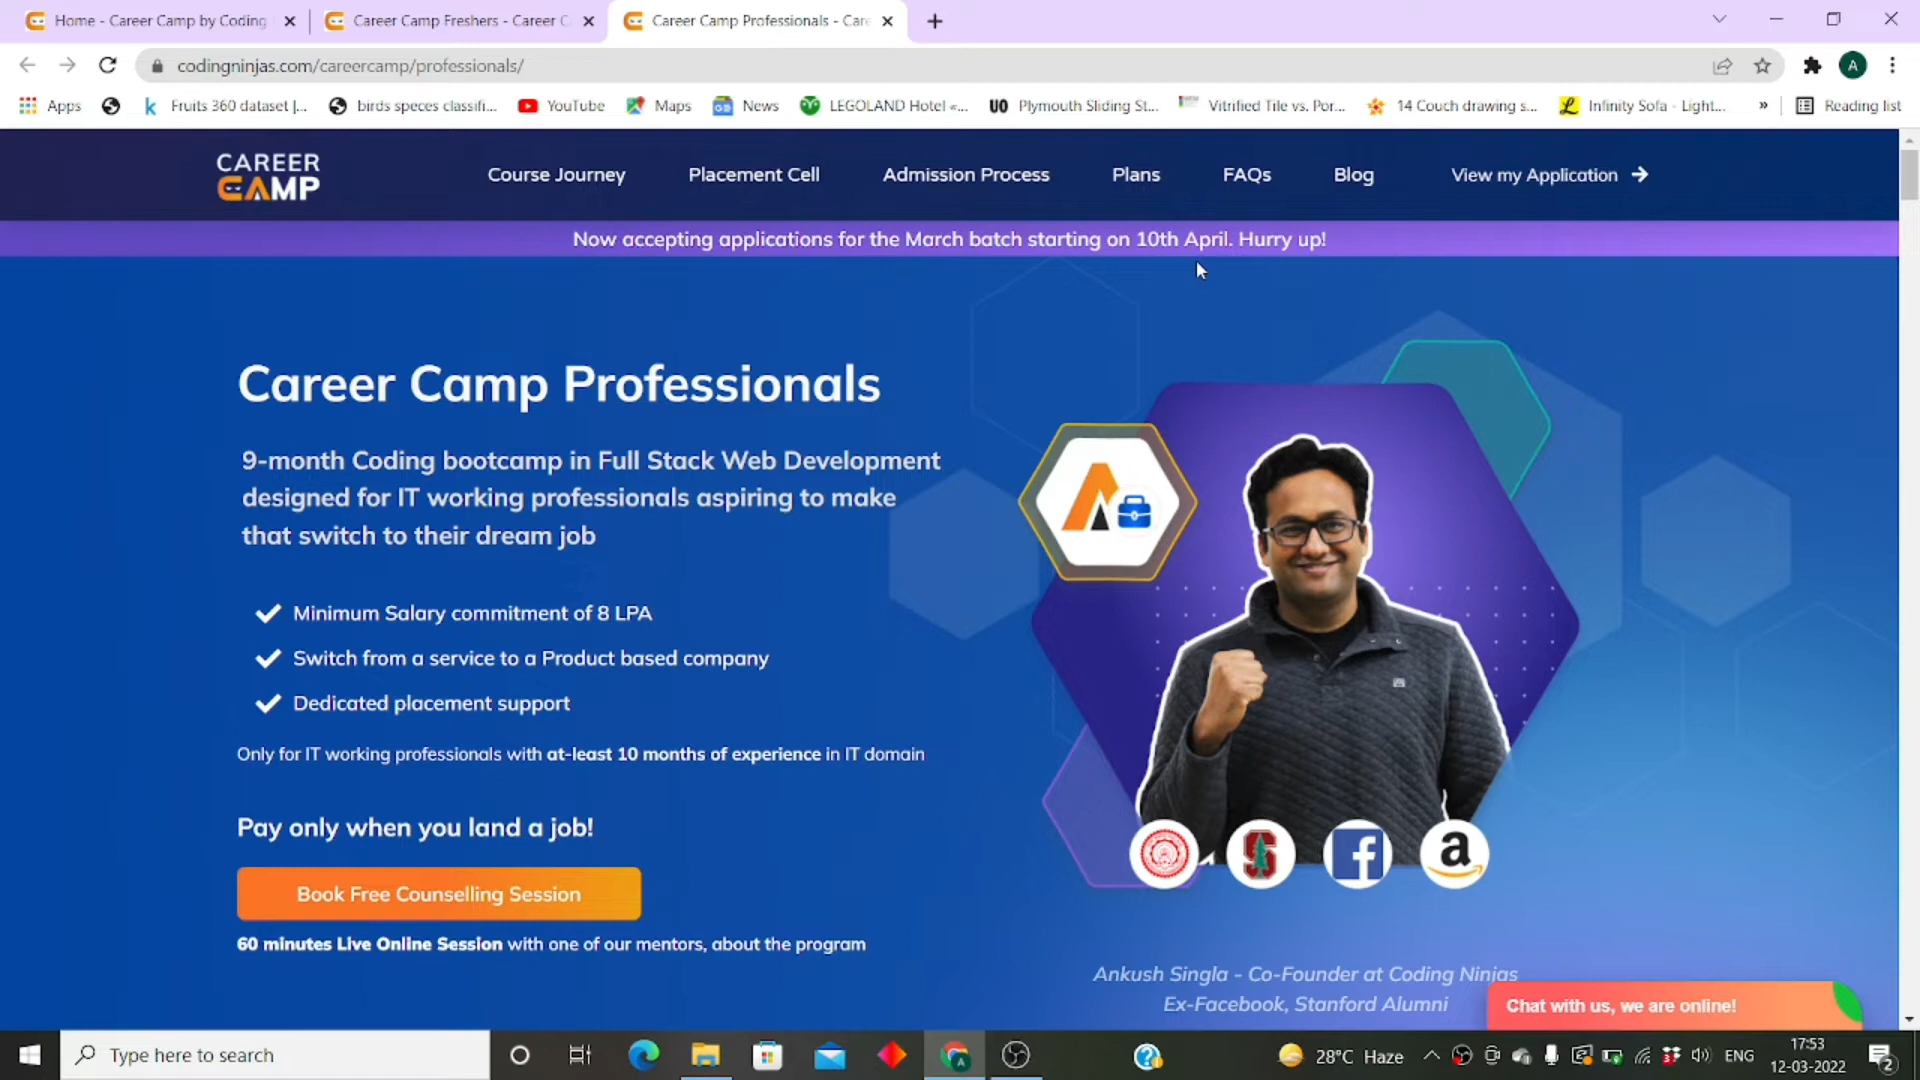 Home - Career Camp by Coding
Career Camp Freshers - Career C
Career Camp Professionals - Care
codingninjas.com/careercamp/professionals/
A
Apps
Fruits 360 dataset |...
birds speces classifi...
YouTube
Maps
News
LEGOLAND Hotel «...
UO Plymouth Sliding St...
Vitrified Tile vs. Por...
14 Couch drawing s...
Infinity Sofa - Light...
»
Reading list
CAREER
CAMP
Course Journey
Placement Cell
Admission Process
Plans
FAQs
Blog
View my Application
Now accepting applications for the March batch starting on 10th April. Hurry up!
Career Camp Professionals
9-month Coding bootcamp in Full Stack Web Development
designed for IT working professionals aspiring to make
that switch to their dream job
Minimum Salary commitment of 8 LPA
Switch from a service to a Product based company
Dedicated placement support
Only for IT working professionals with at-least 10 months of experience in IT domain
Pay only when you land a job!
Book Free Counselling Session
60 minutes Live Online Session with one of our mentors, about the program
Ankush Singla - Co-Founder at Coding Ninjas
Ex-Facebook, Stanford Alumni
Chat with us, we are online!
Type here to search
28°C Haze
ENG
17:53
12-03-2022
2